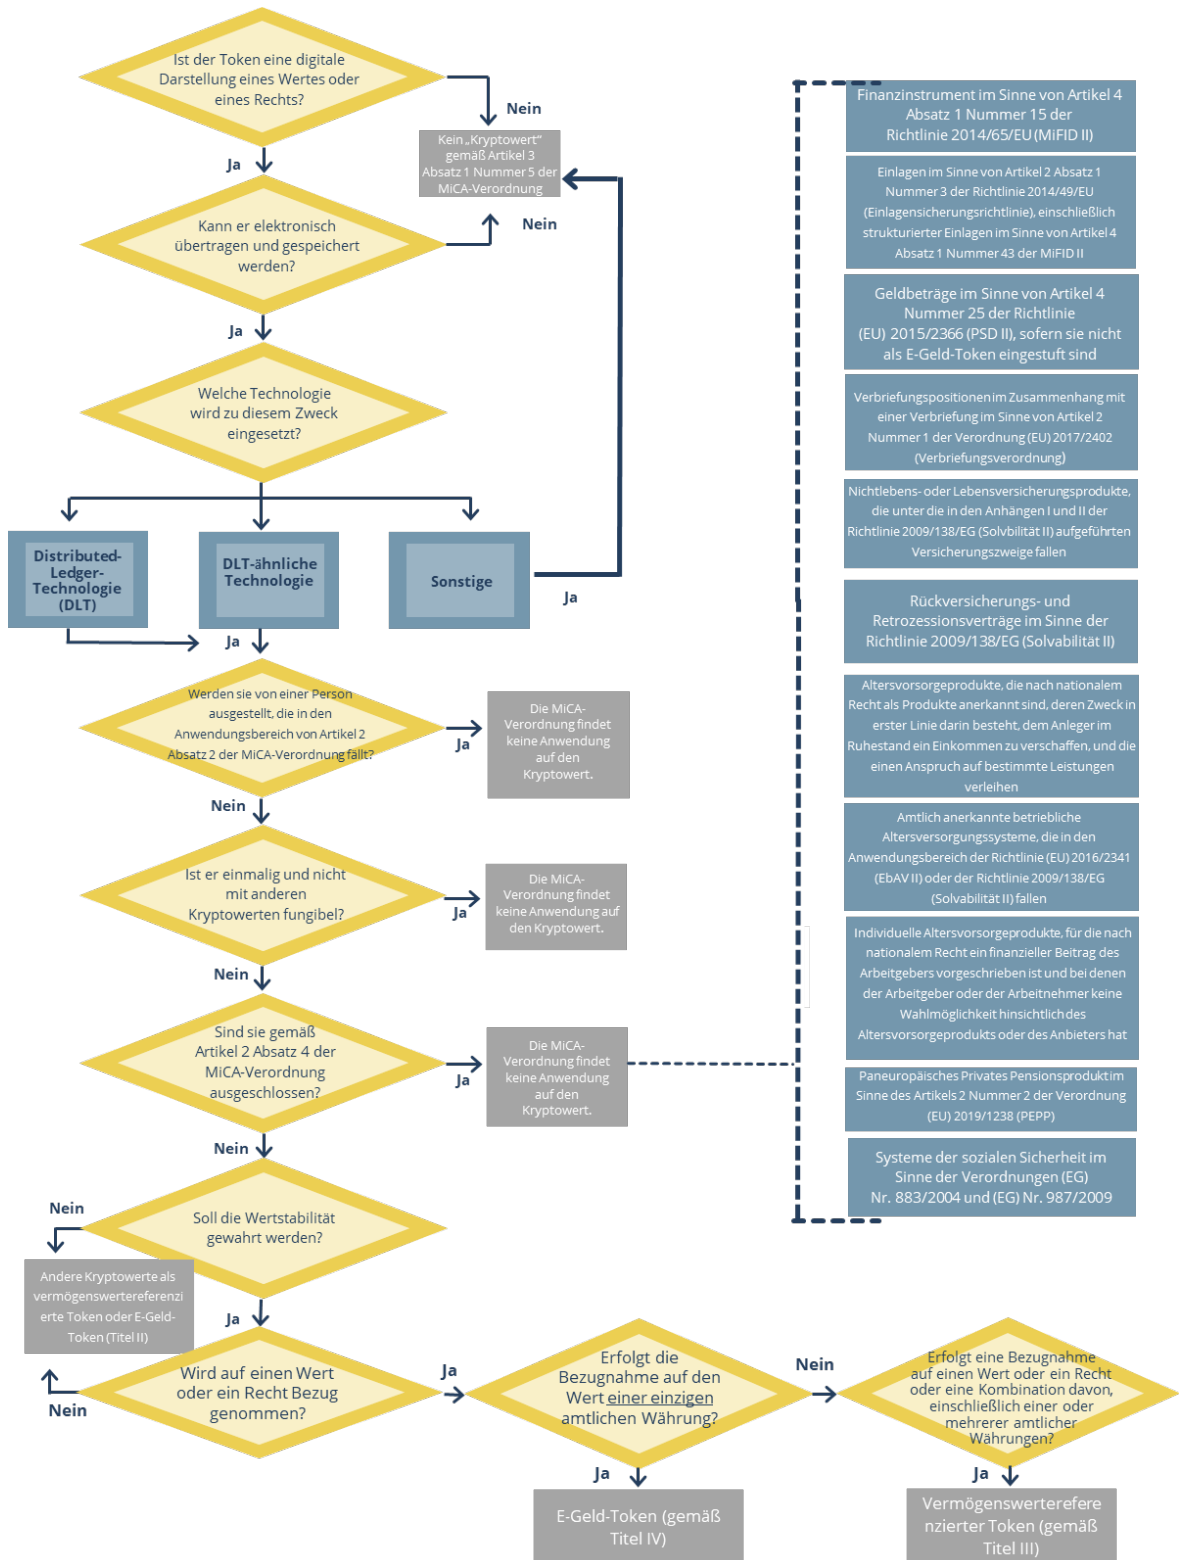 Ist der Token eine digitale
Darstellung eines Wertes oder
eines Rechts?
Nein
Kein „Kryptowert“
gemäß Artikel 3
Absatz 1 Nummer 5 der
MiCA-Verordnung
Ja
Kann er elektronisch
übertragen und gespeichert
werden?
Nein
Ja
Welche Technologie
wird zu diesem Zweck
eingesetzt?
Distributed-
Ledger-
Technologie
(DLT)
DLT-ähnliche
Technologie
Sonstige
Ja
Ja
Werden sie von einer Person
ausgestellt, die in den
Anwendungsbereich von Artikel 2
Absatz 2 der MiCA-Verordnung fällt?
Ja
Die MiCA-
Verordnung findet
keine Anwendung
auf den
Kryptowert.
Nein
Ist er einmalig und nicht
mit anderen
Kryptowerten fungibel?
Ja
Die MiCA-
Verordnung findet
keine Anwendung auf
den Kryptowert.
Nein
Sind sie gemäß
Artikel 2 Absatz 4 der
MiCA-Verordnung
ausgeschlossen?
Ja
Die MiCA-
Verordnung findet
keine Anwendung
auf den
Kryptowert.
Nein
Soll die Wertstabilität
gewahrt werden?
Nein
Andere Kryptowerte als
vermögenswertereferenzi
erte Token oder E-Geld-
Token (Titel II)
Ja
Wird auf einen Wert
oder ein Recht Bezug
genommen?
Nein
Ja
Erfolgt die
Bezugnahme auf den
Wert einer einzigen
amtlichen Währung?
Nein
Erfolgt eine Bezugnahme
auf einen Wert oder ein Recht
oder eine Kombination davon,
einschließlich einer oder
mehrerer amtlicher
Währungen?
Ja
E-Geld-Token (gemäß
Titel IV)
Ja
Vermögenswerterefere
nzierter Token (gemäß
Titel III)
Finanzinstrument im Sinne von Artikel 4
Absatz 1 Nummer 15 der
Richtlinie 2014/65/EU (MiFID II)
Einlagen im Sinne von Artikel 2 Absatz 1
Nummer 3 der Richtlinie 2014/49/EU
(Einlagensicherungsrichtlinie), einschließlich
strukturierter Einlagen im Sinne von Artikel 4
Absatz 1 Nummer 43 der MiFID II
Geldbeträge im Sinne von Artikel 4
Nummer 25 der Richtlinie
(EU) 2015/2366 (PSD II), sofern sie nicht
als E-Geld-Token eingestuft sind
Verbriefungspositionen im Zusammenhang mit
einer Verbriefung im Sinne von Artikel 2
Nummer 1 der Verordnung (EU) 2017/2402
(Verbriefungsverordnung)
Nichtlebens- oder Lebensversicherungsprodukte,
die unter die in den Anhängen I und II der
Richtlinie 2009/138/EG (Solvbilität II) aufgeführten
Versicherungszweige fallen
Rückversicherungs- und
Retrozessionsverträge im Sinne der
Richtlinie 2009/138/EG (Solvabilität II)
Altersvorsorgeprodukte, die nach nationalem
Recht als Produkte anerkannt sind, deren Zweck in
erster Linie darin besteht, dem Anleger im
Ruhestand ein Einkommen zu verschaffen, und die
einen Anspruch auf bestimmte Leistungen
verleihen
Amtlich anerkannte betriebliche
Altersversorgungssysteme, die in den
Anwendungsbereich der Richtlinie (EU) 2016/2341
(EbAV II) oder der Richtlinie 2009/138/EG
(Solvabilität II) fallen
Individuelle Altersvorsorgeprodukte, für die nach
nationalem Recht ein finanzieller Beitrag des
Arbeitgebers vorgeschrieben ist und bei denen
der Arbeitgeber oder der Arbeitnehmer keine
Wahlmöglichkeit hinsichtlich des
Altersvorsorgeprodukts oder des Anbieters hat
Paneuropäisches Privates Pensionsprodukt im
Sinne des Artikels 2 Nummer 2 der Verordnung
(EU) 2019/1238 (PEPP)
Systeme der sozialen Sicherheit im
Sinne der Verordnungen (EG)
Nr. 883/2004 und (EG) Nr. 987/2009